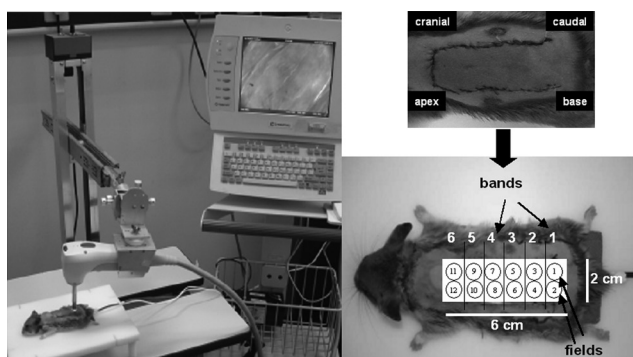 cranial caudal
apex base
bands
6 5 4 3 2 1
11 9 7 5 3 1
12 10 8 6 4 2
2 cm
6 cm
fields